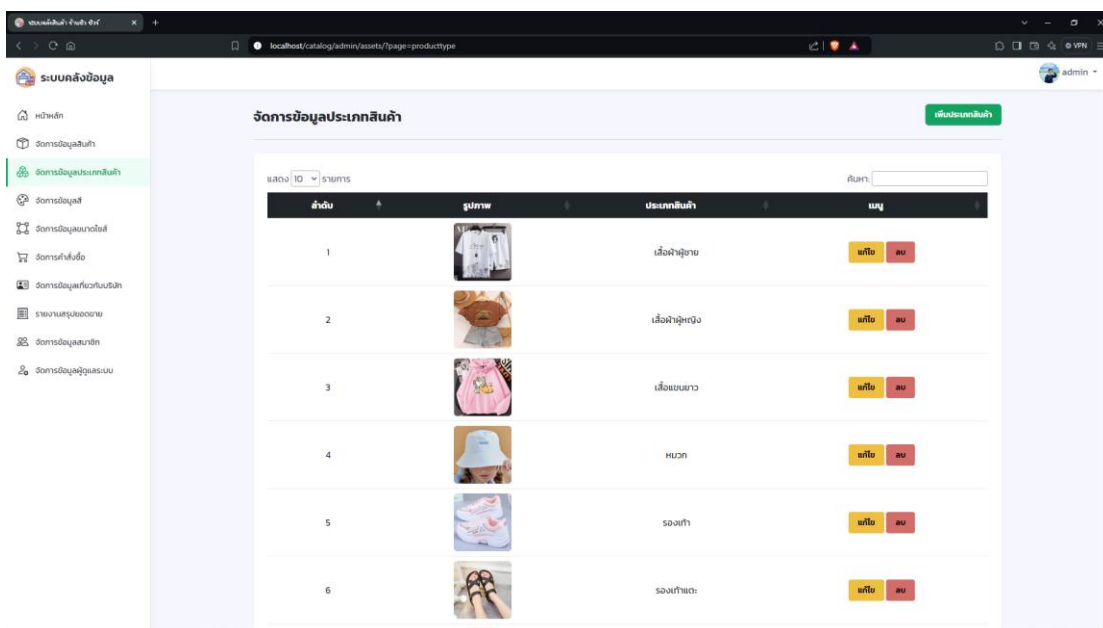 localhost/catalog/admin/assets/?page=producttype
VPN
ระบบคลังข้อมูล
admin
หน้าหลัก
จัดการข้อมูลสินค้า
จัดการข้อมูลประเภทสินค้า
จัดการข้อมูลสี
จัดการข้อมูลขนาดไซส์
จัดการคำสั่งซื้อ
จัดการข้อมูลเกี่ยวกับบริษัท
รายงานสรุปยอดขาย
จัดการข้อมูลสมาชิก
จัดการข้อมูลผู้ดูแลระบบ
จัดการข้อมูลประเภทสินค้า
เพิ่มประเภทสินค้า
แสดง 10 รายการ
ค้นหา:
ลำดับ รูปภาพ ประเภทสินค้า เมนู
1 เสื้อผ้าผู้ชาย แก้ไข ลบ
2 เสื้อผ้าผู้หญิง แก้ไข ลบ
3 เสื้อแขนยาว แก้ไข ลบ
4 หมวก แก้ไข ลบ
5 รองเท้า แก้ไข ลบ
6 รองเท้าแตะ แก้ไข ลบ